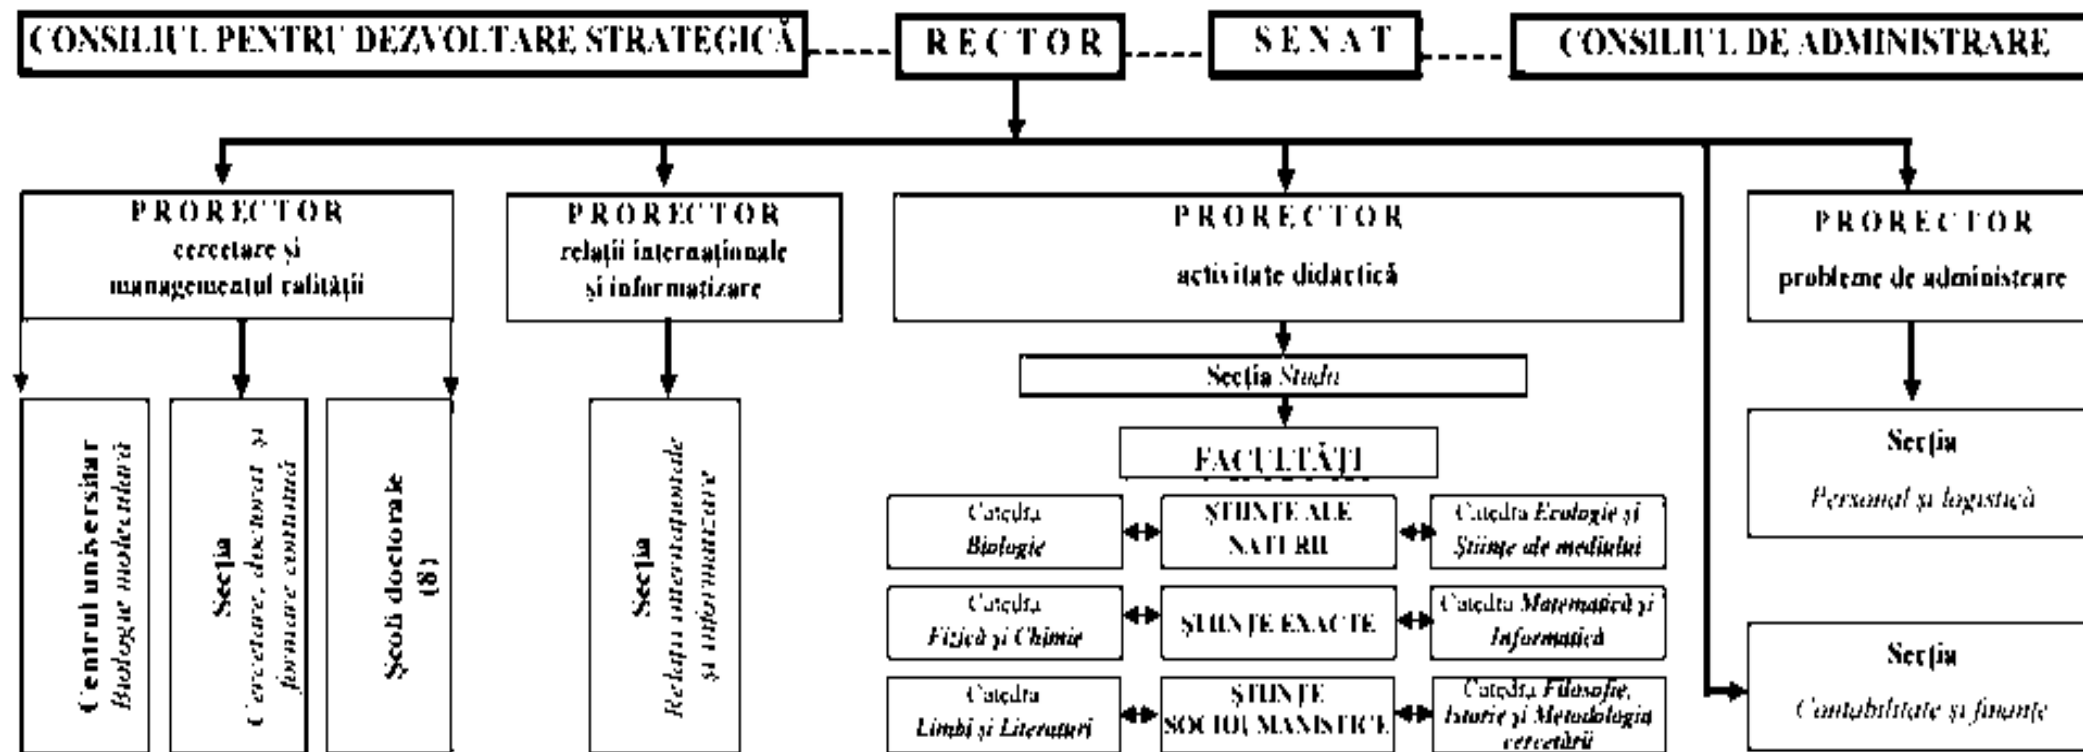 CONSILIUL PENTRU DEZVOLTARE STRATEGICĂ
RECTOR
SENAT
CONSILIUL DE ADMINISTRARE
PRORECTOR
cercetare și
managementul calității
PRORECTOR
relații internaționale
și informatizare
PRORECTOR
activitate didactică
PRORECTOR
probleme de administrare
Centrul universitar
Biologie moleculară
Secția
Cercetare, doctorat și
formare continuă
Școli doctorale
(8)
Secția
Relații internaționale
și informatizare
Secția Studii
FACULTĂȚI
Catedra
Biologie
ȘTIINȚE ALE
NATURII
Catedra Ecologie și
Științe ale mediului
Catedra
Fizică și Chimie
ȘTIINȚE EXACTE
Catedra Matematică și
Informatică
Catedra
Limbi și Literaturi
ȘTIINȚE
SOCIOUMANISTICE
Catedra Filosofie,
Istorie și Metodologia
cercetării
Secția
Personal și logistică
Secția
Contabilitate și finanțe